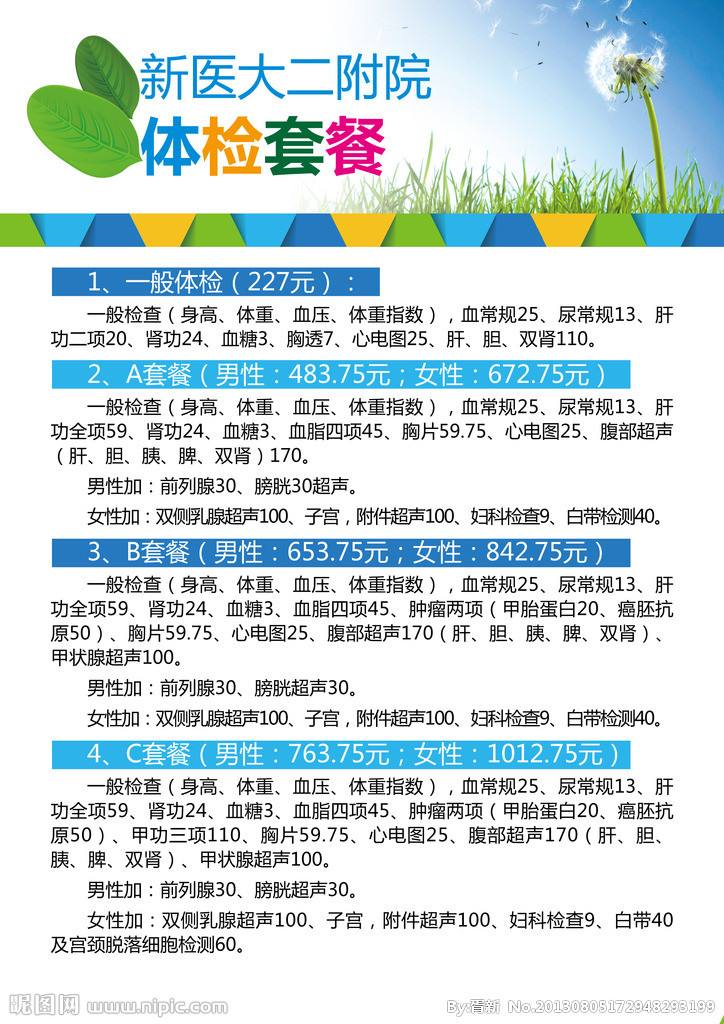 新医大二附院
体检套餐
1、一般体检（227元）：
一般检查（身高、体重、血压、体重指数），血常规25、尿常规13、肝
功二项20、肾功24、血糖3、胸透7、心电图25、肝、胆、双肾110。
2、A套餐（男性：483.75元；女性：672.75元）
一般检查（身高、体重、血压、体重指数），血常规25、尿常规13、肝
功全项59、肾功24、血糖3、血脂四项45、胸片59.75、心电图25、腹部超声
（肝、胆、胰、脾、双肾）170。
男性加：前列腺30、膀胱30超声。
女性加：双侧乳腺超声100、子宫，附件超声100、妇科检查9、白带检测40。
3、B套餐（男性：653.75元；女性：842.75元）
一般检查（身高、体重、血压、体重指数），血常规25、尿常规13、肝
功全项59、肾功24、血糖3、血脂四项45、肿瘤两项（甲胎蛋白20、癌胚抗
原50）、胸片59.75、心电图25、腹部超声170（肝、胆、胰、脾、双肾）、
甲状腺超声100。
男性加：前列腺30、膀胱超声30。
女性加：双侧乳腺超声100、子宫，附件超声100、妇科检查9、白带检测40。
4、C套餐（男性：763.75元；女性：1012.75元）
一般检查（身高、体重、血压、体重指数），血常规25、尿常规13、肝
功全项59、肾功24、血糖3、血脂四项45、肿瘤两项（甲胎蛋白20、癌胚抗
原50）、甲功三项110、胸片59.75、心电图25、腹部超声170（肝、胆、
胰、脾、双肾）、甲状腺超声100。
男性加：前列腺30、膀胱超声30。
女性加：双侧乳腺超声100、子宫，附件超声100、妇科检查9、白带40
及宫颈脱落细胞检测60。
昵图网 www.nipic.com
By:胥新 No.20130805172948293199